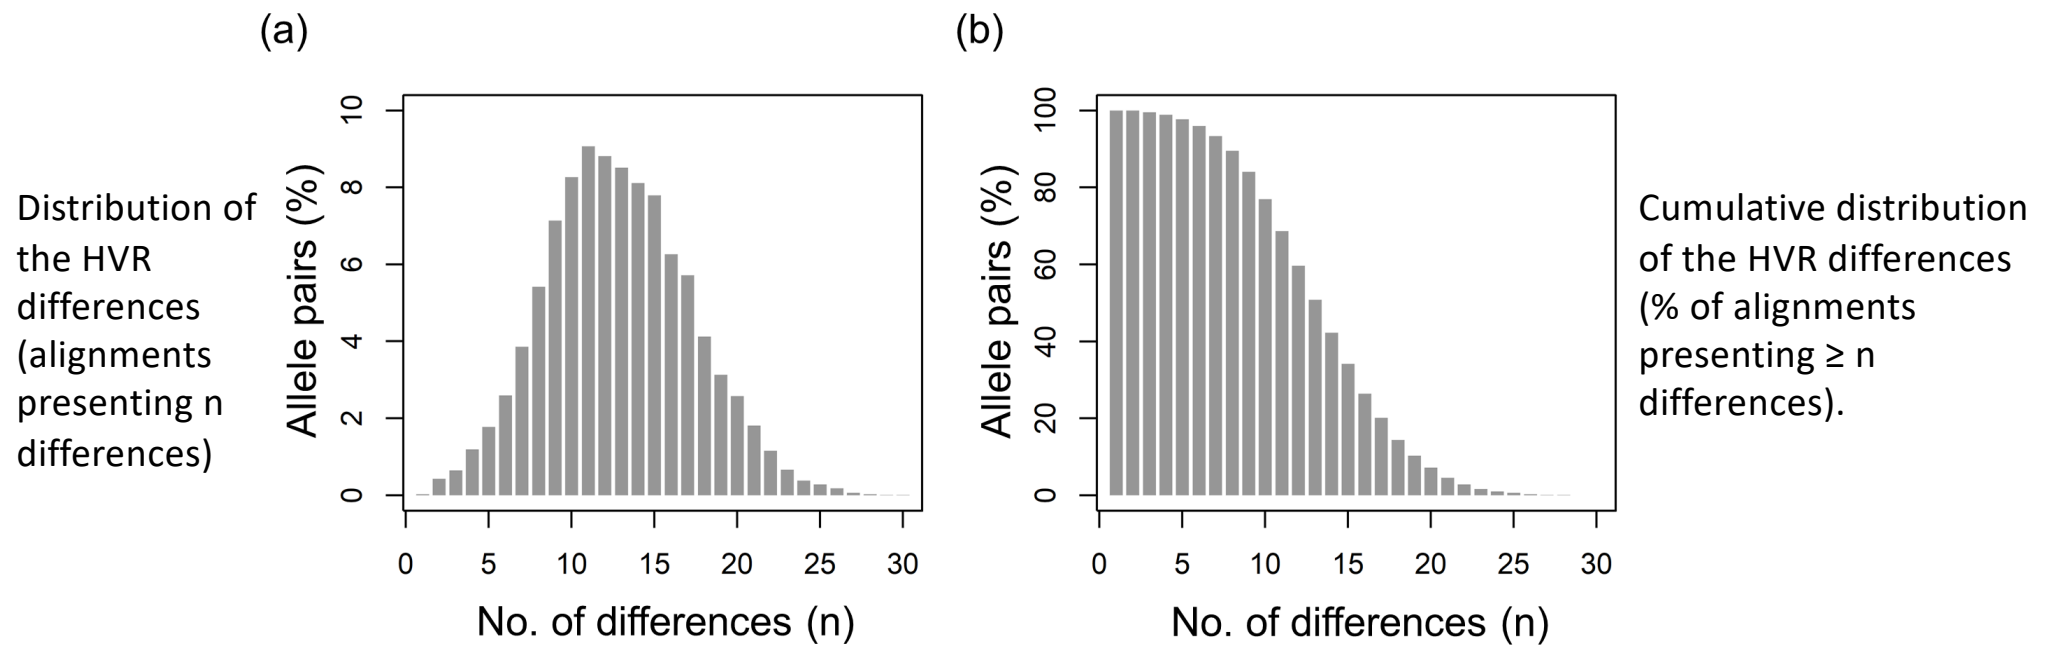 (a)
(b)
Distribution of
the HVR
differences
(alignments
presenting n
differences)
Allele pairs (%)
10
8
6
4
2
0
0 5 10 15 20 25 30
No. of differences (n)
Allele pairs (%)
100
80
60
40
20
0
0 5 10 15 20 25 30
No. of differences (n)
Cumulative distribution
of the HVR differences
(% of alignments
presenting ≥ n
differences).